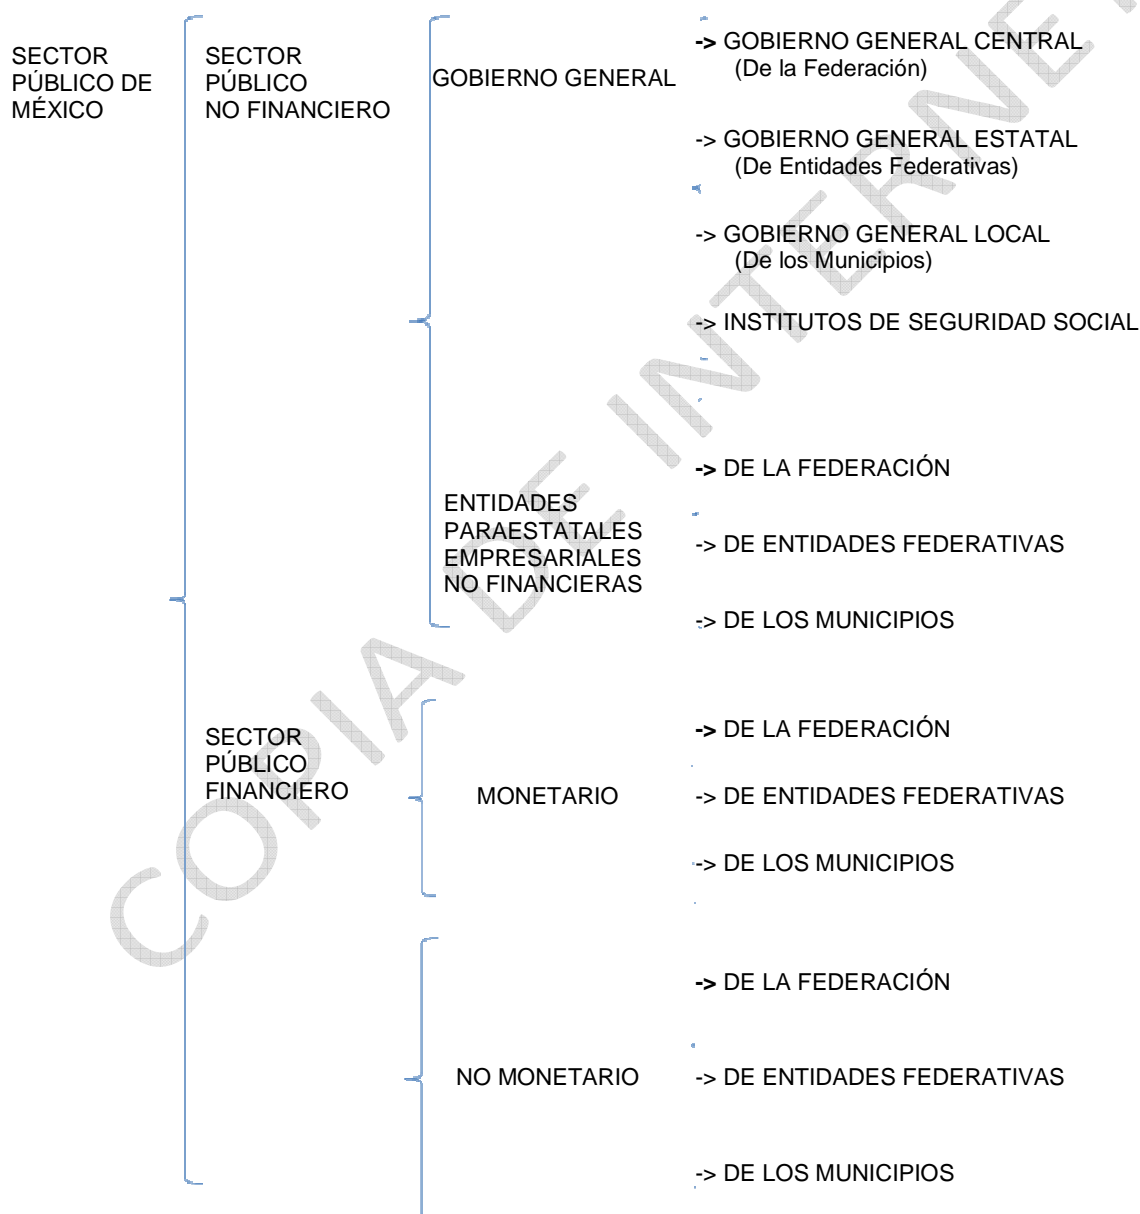 SECTOR
PÚBLICO DE
MÉXICO
SECTOR
PÚBLICO
NO FINANCIERO
GOBIERNO GENERAL
-> GOBIERNO GENERAL CENTRAL
(De la Federación)
-> GOBIERNO GENERAL ESTATAL
(De Entidades Federativas)
-> GOBIERNO GENERAL LOCAL
(De los Municipios)
-> INSTITUTOS DE SEGURIDAD SOCIAL
ENTIDADES
PARAESTATALES
EMPRESARIALES
NO FINANCIERAS
-> DE LA FEDERACIÓN
-> DE ENTIDADES FEDERATIVAS
-> DE LOS MUNICIPIOS
SECTOR
PÚBLICO
FINANCIERO
MONETARIO
-> DE LA FEDERACIÓN
-> DE ENTIDADES FEDERATIVAS
-> DE LOS MUNICIPIOS
NO MONETARIO
-> DE LA FEDERACIÓN
-> DE ENTIDADES FEDERATIVAS
-> DE LOS MUNICIPIOS
COPIA DE INTERNET